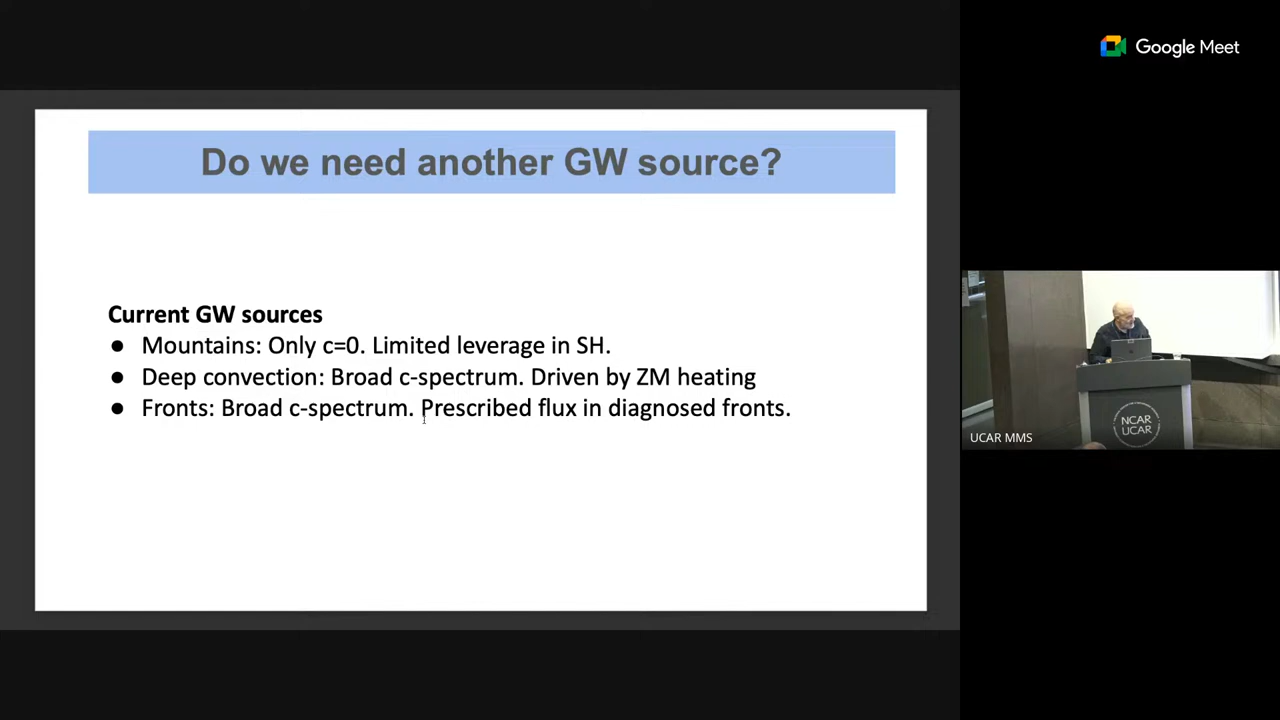 Google Meet
Do we need another GW source?
Current GW sources
● Mountains: Only c=0. Limited leverage in SH.
● Deep convection: Broad c-spectrum. Driven by ZM heating
● Fronts: Broad c-spectrum. Prescribed flux in diagnosed fronts.
NCAR
UCAR
UCAR MMS